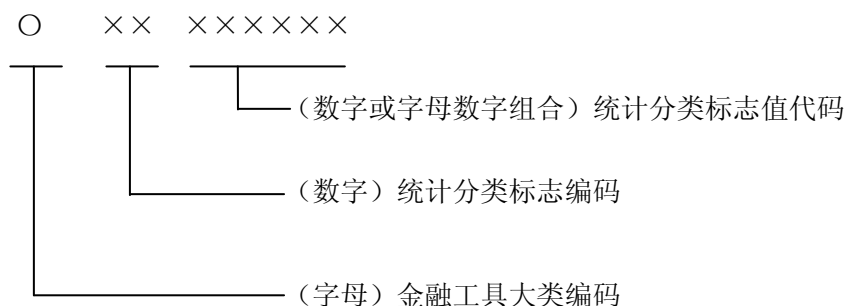 ○ ×× ××××××
（数字或字母数字组合）统计分类标志值代码
（数字）统计分类标志编码
（字母）金融工具大类编码